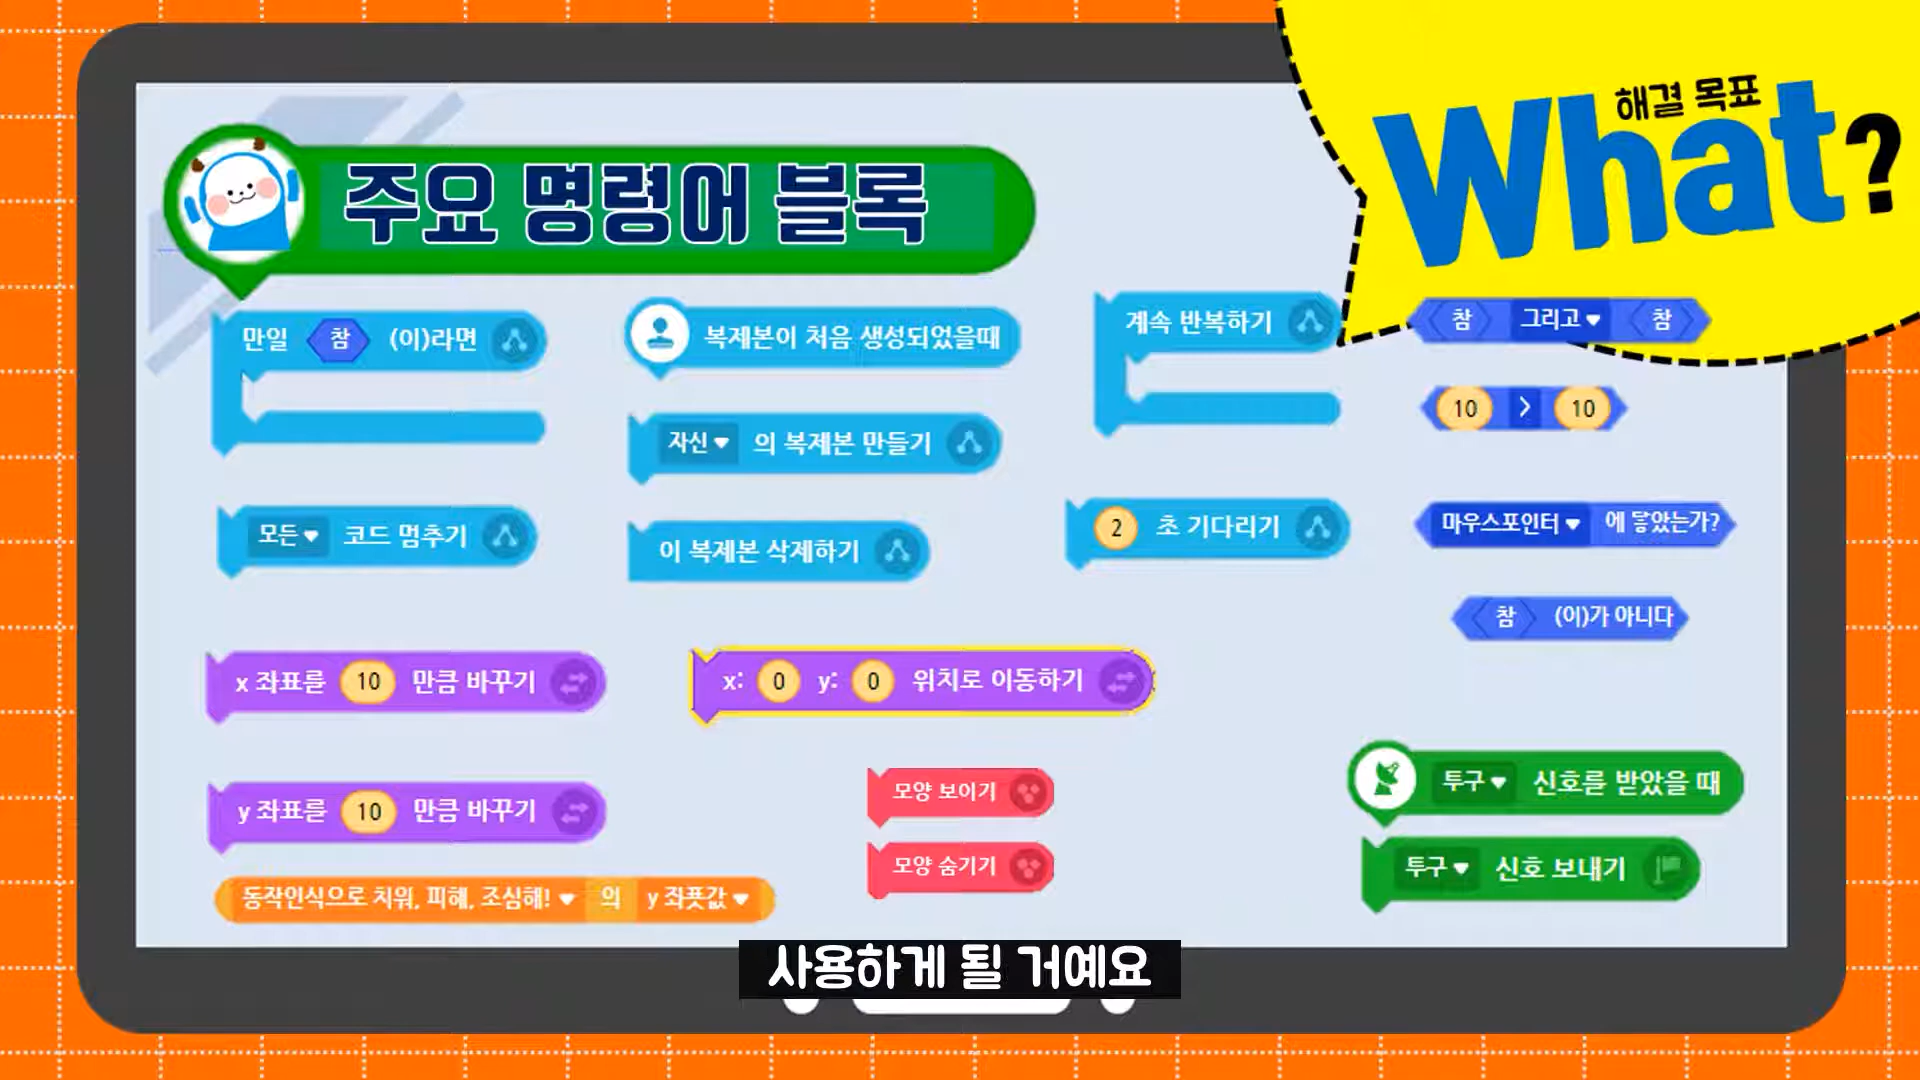 해결 목표
What?
주요 명령어 블록
만일 참 (이)라면
복제본이 처음 생성되었을때
계속 반복하기
참 그리고 참
10 > 10
자신 의 복제본 만들기
모든 코드 멈추기
이 복제본 삭제하기
2 초 기다리기
마우스포인터 에 닿았는가?
참 (이)가 아니다
x 좌표를 10 만큼 바꾸기
x: 0 y: 0 위치로 이동하기
y 좌표를 10 만큼 바꾸기
모양 보이기
모양 숨기기
투구 신호를 받았을 때
투구 신호 보내기
동작인식으로 치워, 피해, 조심해! 의 y 좌푯값
사용하게 될 거예요